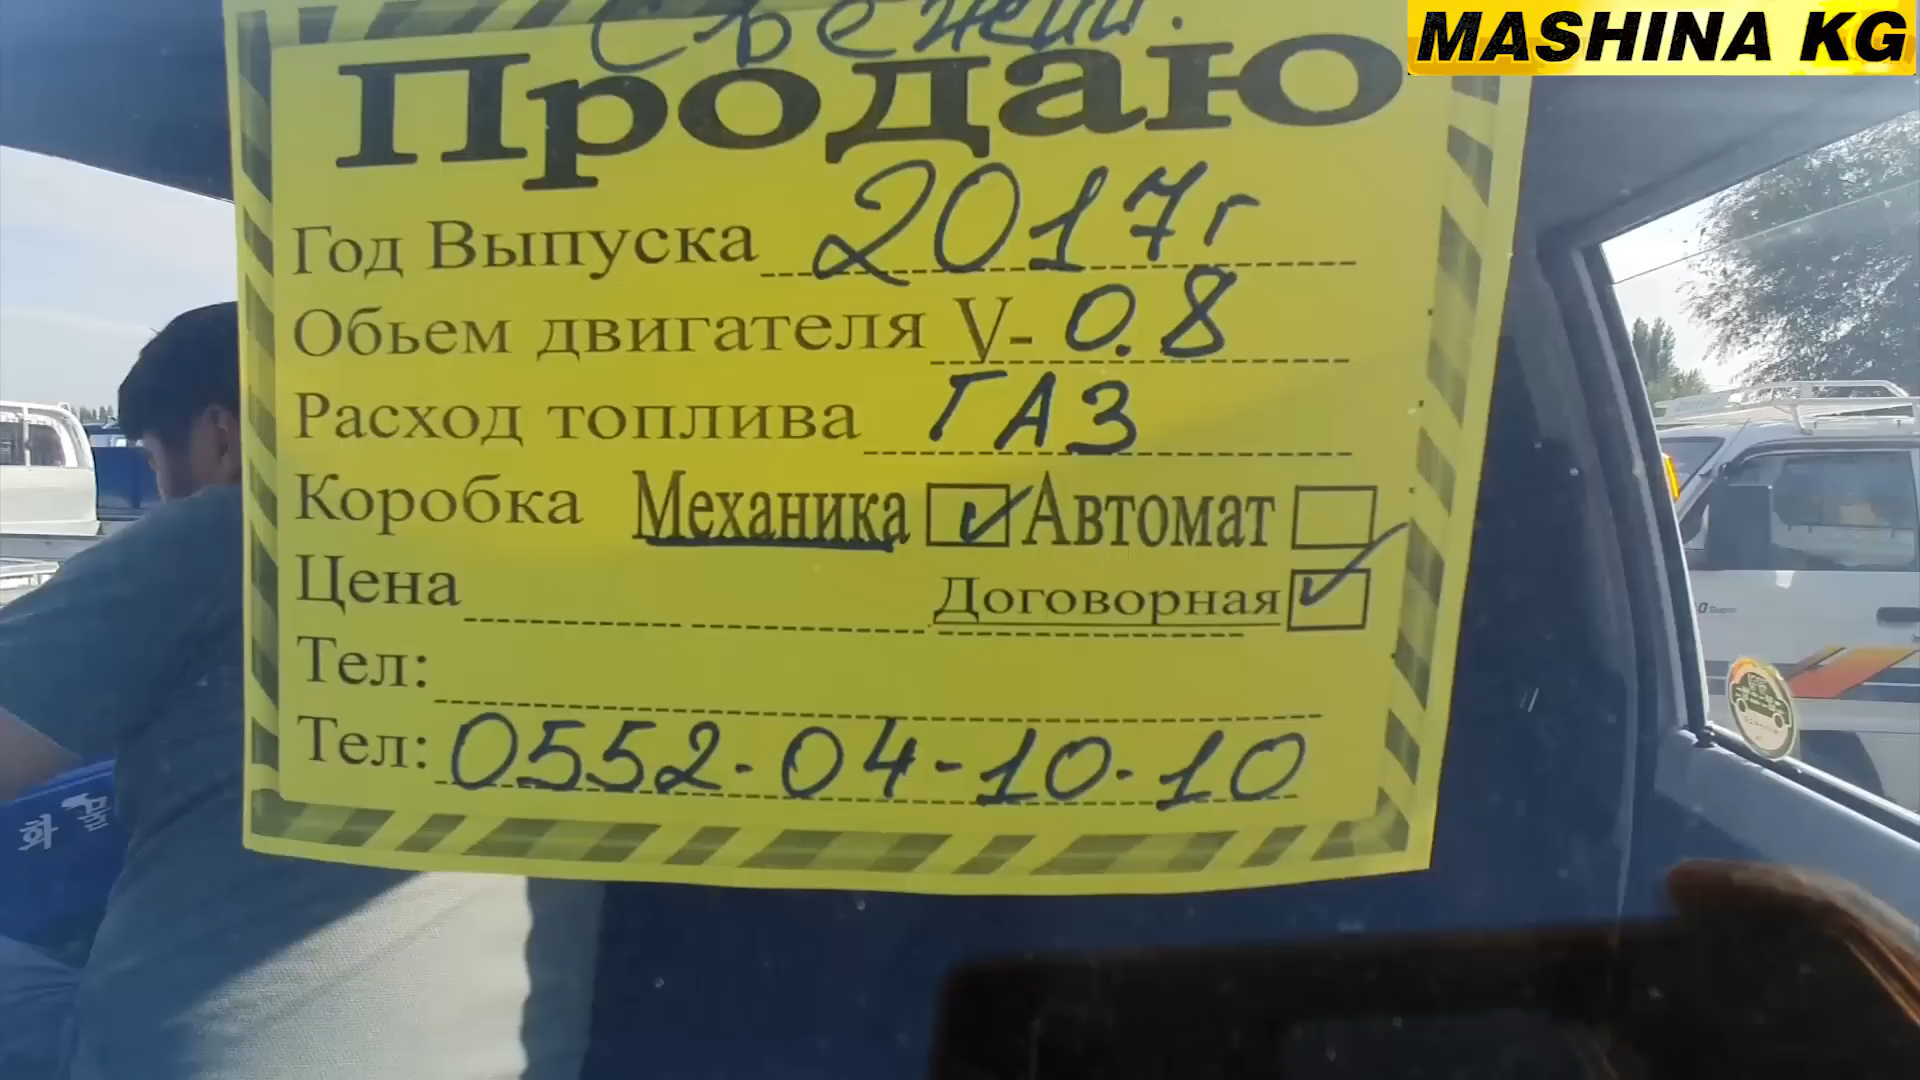 MASHINA KG
Свежий.
Продаю
Год Выпуска 2017г
Обьем двигателя V- 0.8
Расход топлива ГАЗ
Коробка Механика Автомат
Цена Договорная
Тел:
Тел: 0552-04-10-10